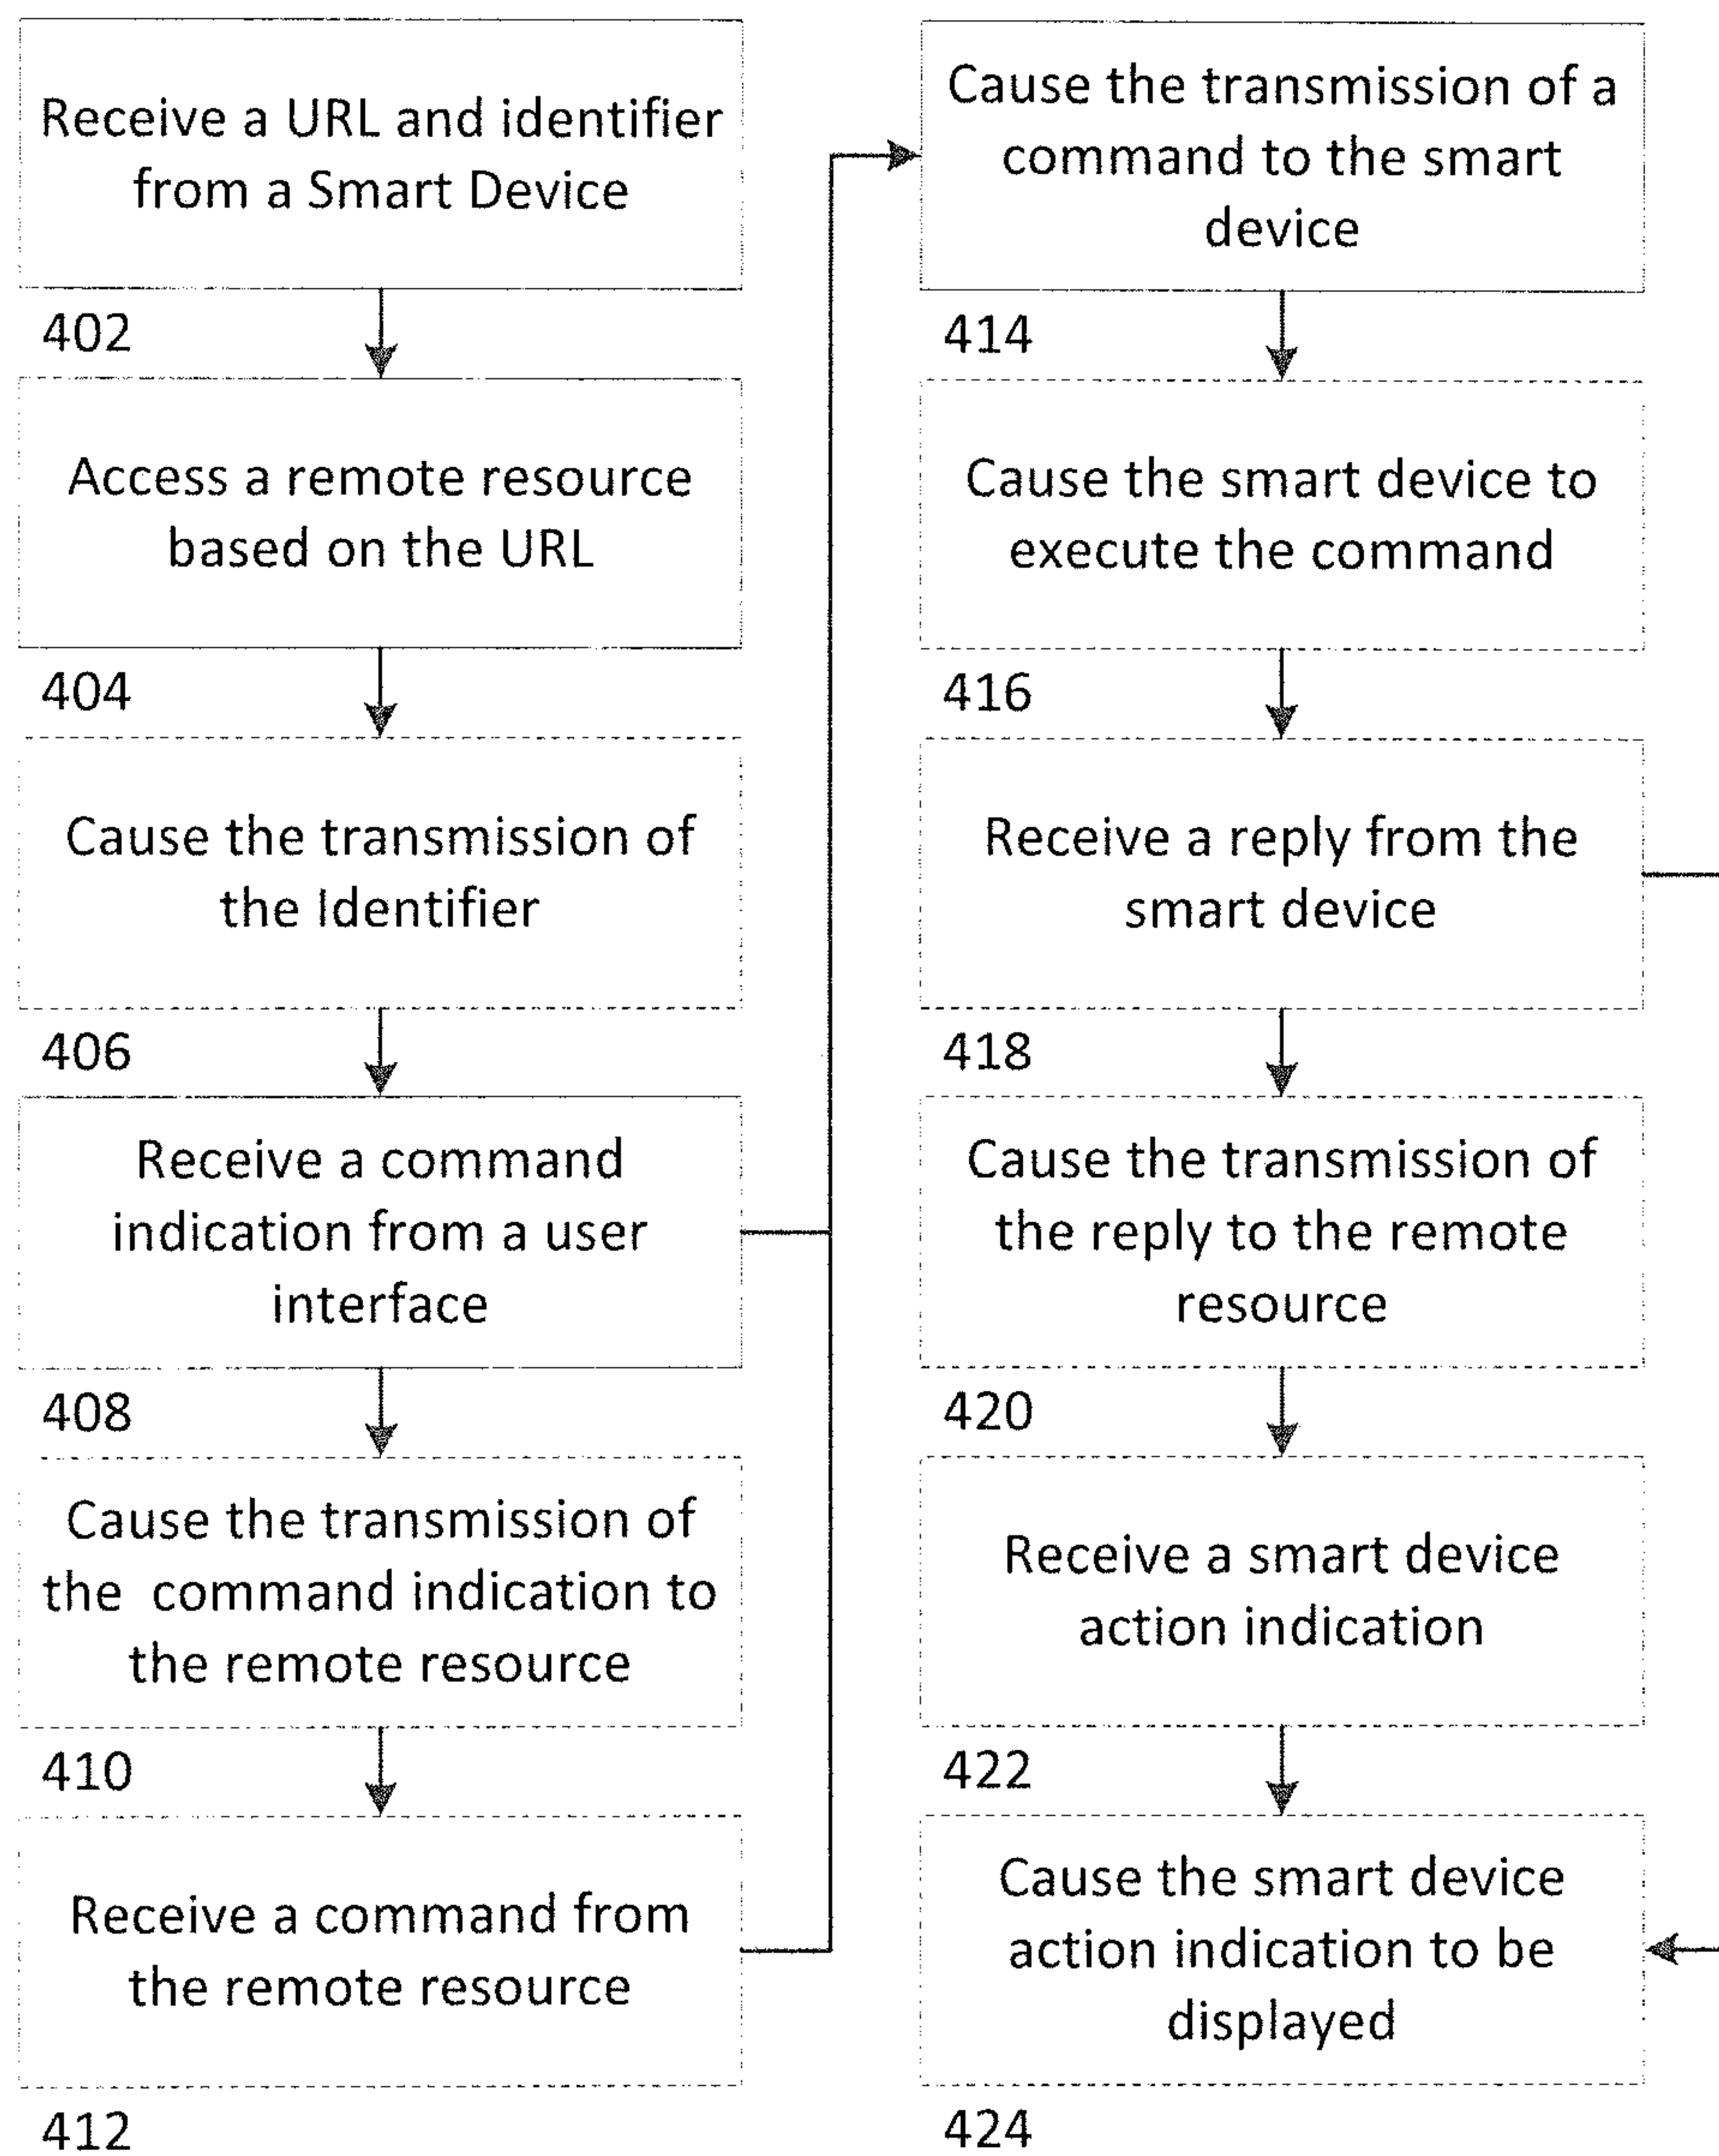 Receive a URL and identifier
from a Smart Device
402
Access a remote resource
based on the URL
404
Cause the transmission of
the Identifier
406
Receive a command
indication from a user
interface
408
Cause the transmission of
the command indication to
the remote resource
410
Receive a command from
the remote resource
412
Cause the transmission of a
command to the smart
device
414
Cause the smart device to
execute the command
416
Receive a reply from the
smart device
418
Cause the transmission of
the reply to the remote
resource
420
Receive a smart device
action indication
422
Cause the smart device
action indication to be
displayed
424